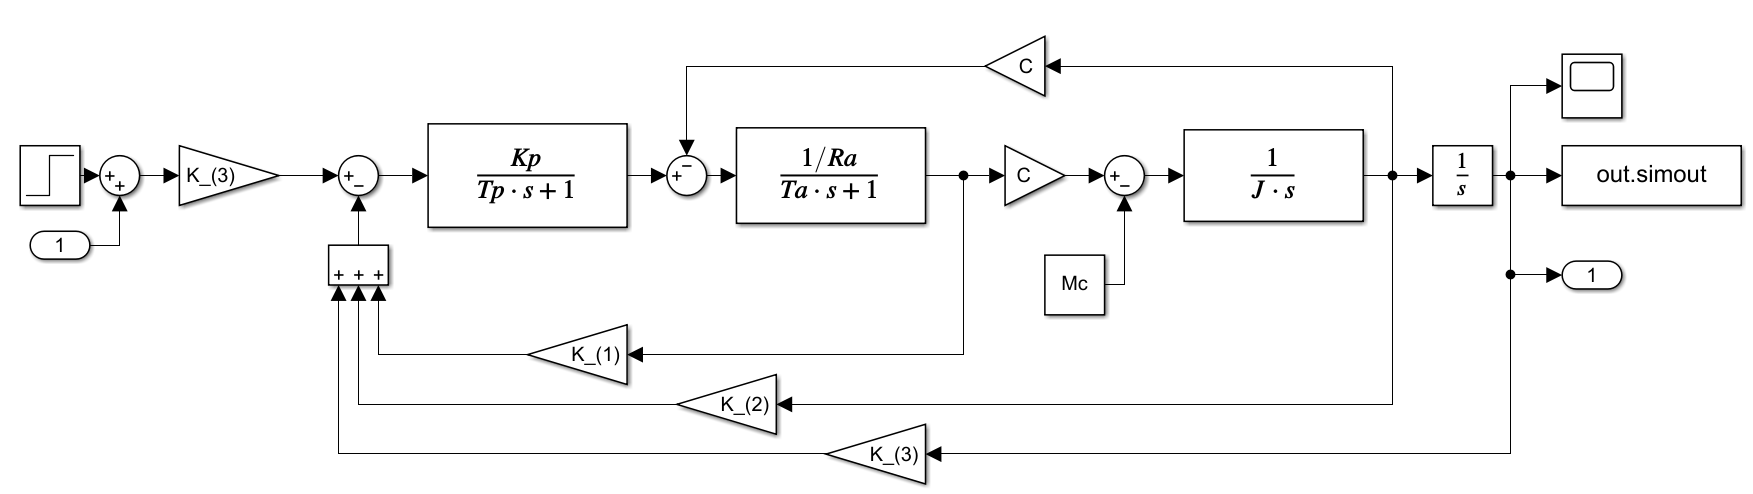 C
K_(3)
Kp
Tp · s + 1
1/Ra
Ta · s + 1
C
1
J · s
1
s
out.simout
1
Mc
1
K_(1)
K_(2)
K_(3)